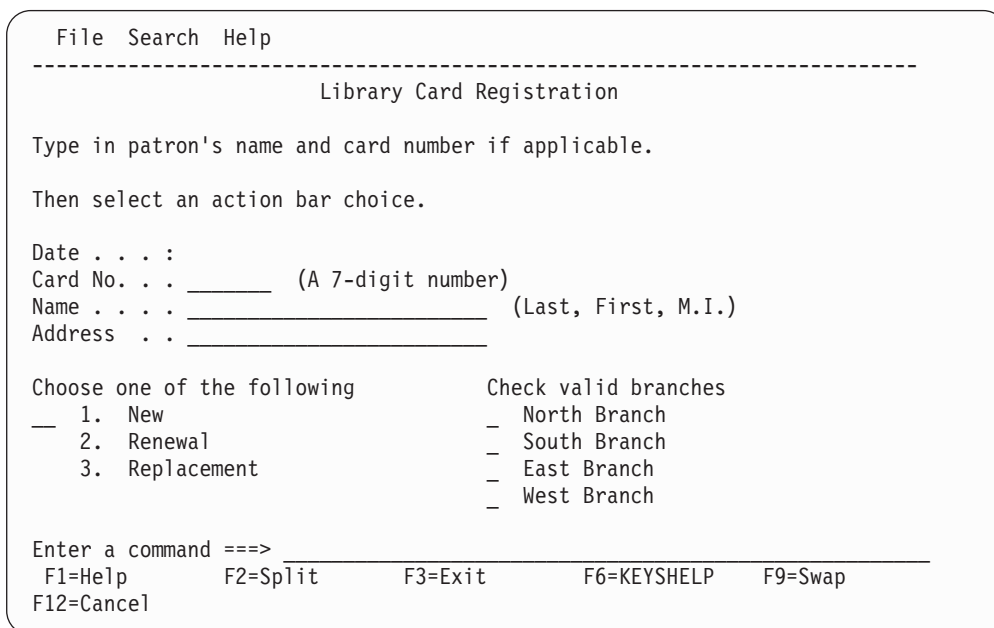 File Search Help
--------------------------------------------------------------------------
Library Card Registration
Type in patron's name and card number if applicable.
Then select an action bar choice.
Date . . . :
Card No. . . _______ (A 7-digit number)
Name . . . . _________________________ (Last, First, M.I.)
Address . . _________________________
Choose one of the following Check valid branches
__ 1. New _ North Branch
2. Renewal _ South Branch
3. Replacement _ East Branch
_ West Branch
Enter a command ===> ______________________________________________________
F1=Help F2=Split F3=Exit F6=KEYSHELP F9=Swap
F12=Cancel